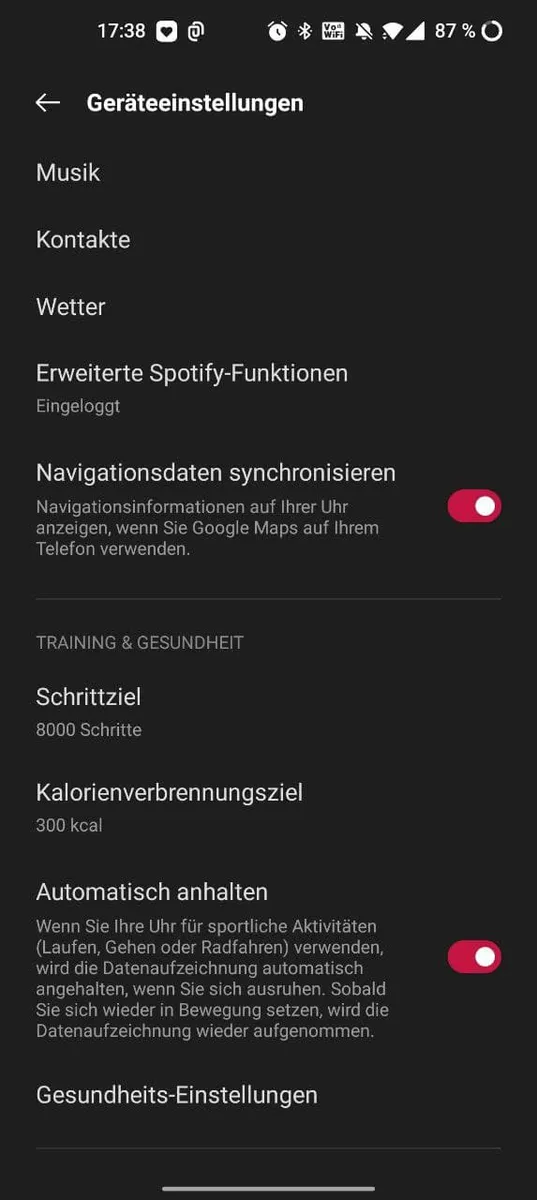 17:38 Vo WiFi 87 %
Geräteeinstellungen
Musik
Kontakte
Wetter
Erweiterte Spotify-Funktionen
Eingeloggt
Navigationsdaten synchronisieren
Navigationsinformationen auf Ihrer Uhr
anzeigen, wenn Sie Google Maps auf Ihrem
Telefon verwenden.
TRAINING & GESUNDHEIT
Schrittziel
8000 Schritte
Kalorienverbrennungsziel
300 kcal
Automatisch anhalten
Wenn Sie Ihre Uhr für sportliche Aktivitäten
(Laufen, Gehen oder Radfahren) verwenden,
wird die Datenaufzeichnung automatisch
angehalten, wenn Sie sich ausruhen. Sobald
Sie sich wieder in Bewegung setzen, wird die
Datenaufzeichnung wieder aufgenommen.
Gesundheits-Einstellungen